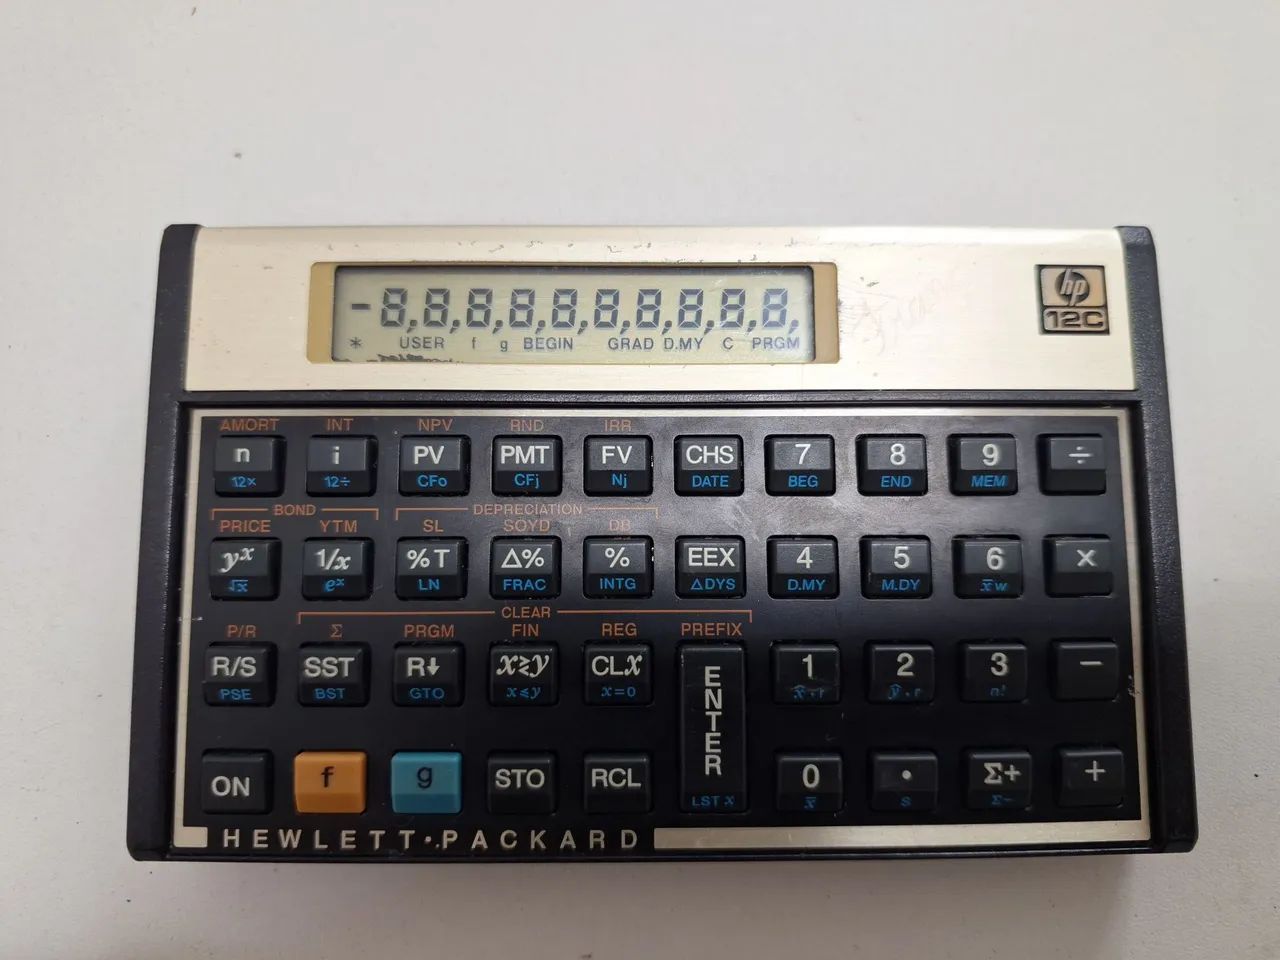 -8,8,8,8,8,8,8,8,8,8,
* USER f g BEGIN GRAD D.MY C PRGM
hp
12C
AMORT INT NPV RND IRR
n i PV PMT FV CHS 7 8 9 ÷
12× 12÷ CFo CFj Nj DATE BEG END MEM
BOND DEPRECIATION
PRICE YTM SL SOYD DB
yˣ 1/x %T Δ% % EEX 4 5 6 ×
√x eˣ LN FRAC INTG ΔDYS D.MY M.DY x̄w
CLEAR
P/R Σ PRGM FIN REG PREFIX
R/S SST R↓ x≷y CLx ENTER 1 2 3 −
PSE BST GTO x≤y x=0 x̂,r ŷ,r n!
ON f g STO RCL 0 . Σ+ +
LST x x̄ s Σ−
HEWLETT·PACKARD